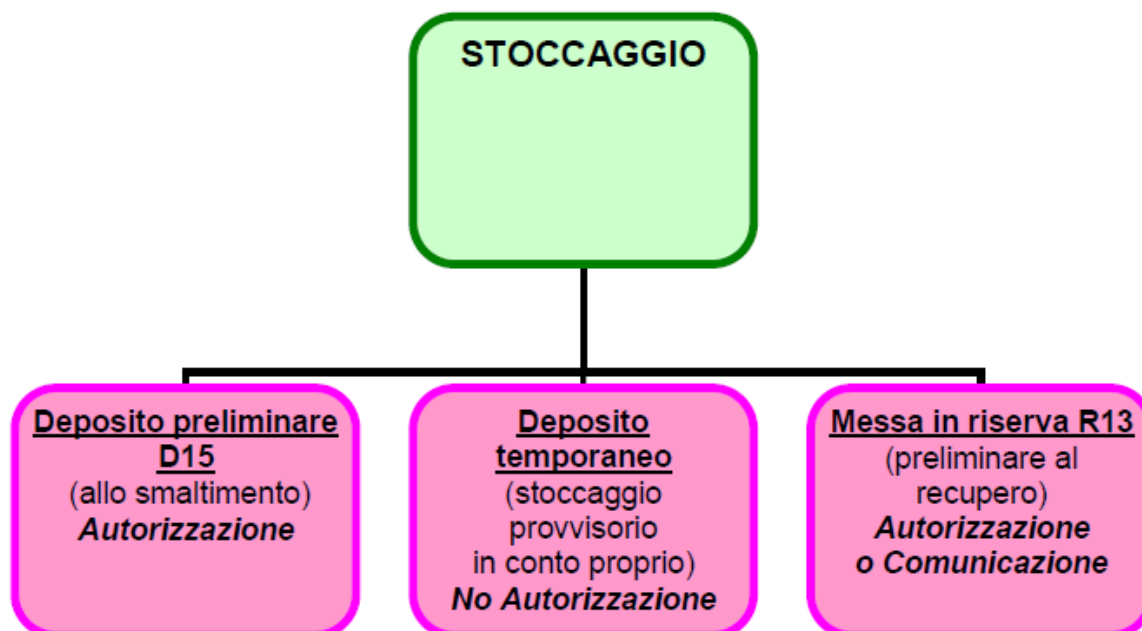 STOCCAGGIO
Deposito preliminare
D15
(allo smaltimento)
Autorizzazione
Deposito
temporaneo
(stoccaggio
provvisorio
in conto proprio)
No Autorizzazione
Messa in riserva R13
(preliminare al
recupero)
Autorizzazione
o Comunicazione